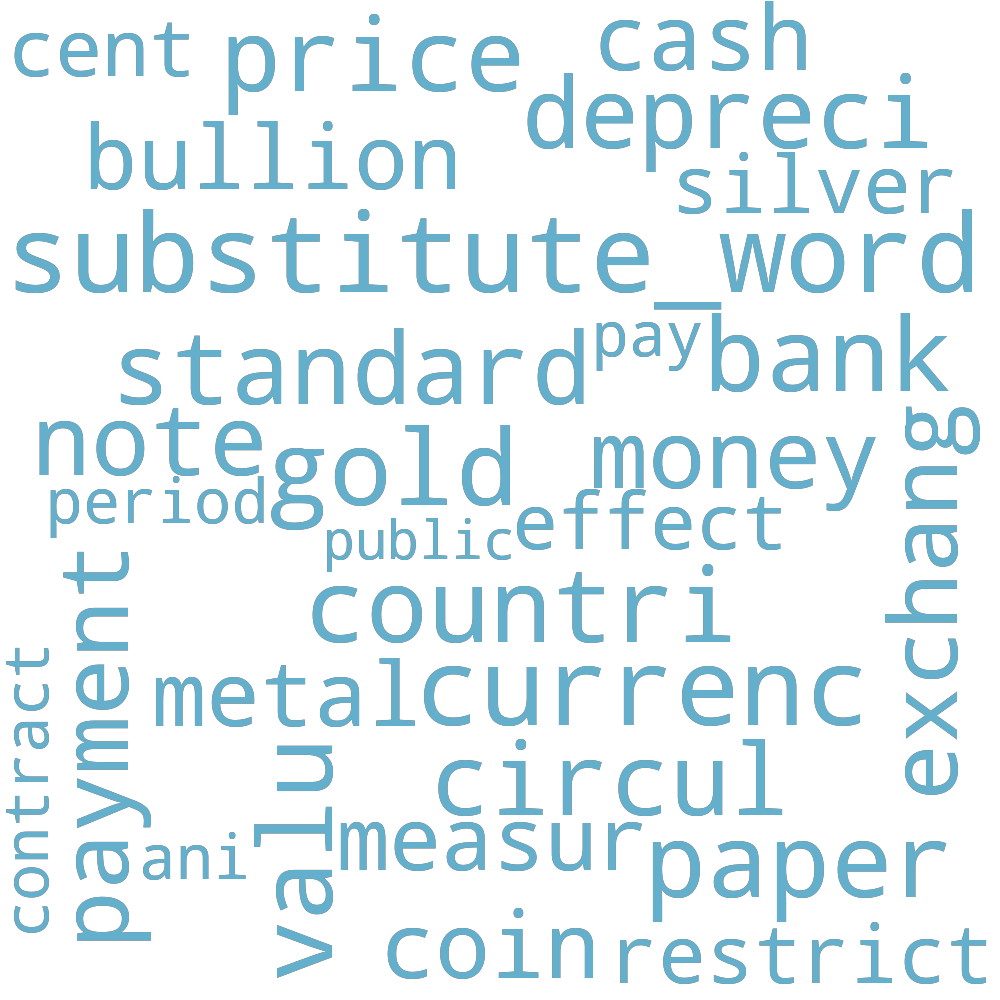 cent price cash
depreci
bullion
silver
substitute_word
standard pay bank
note gold money
period
public effect
exchang
payment
countri
contract
metal currenc
valu
circul
ani measur paper
coin restrict